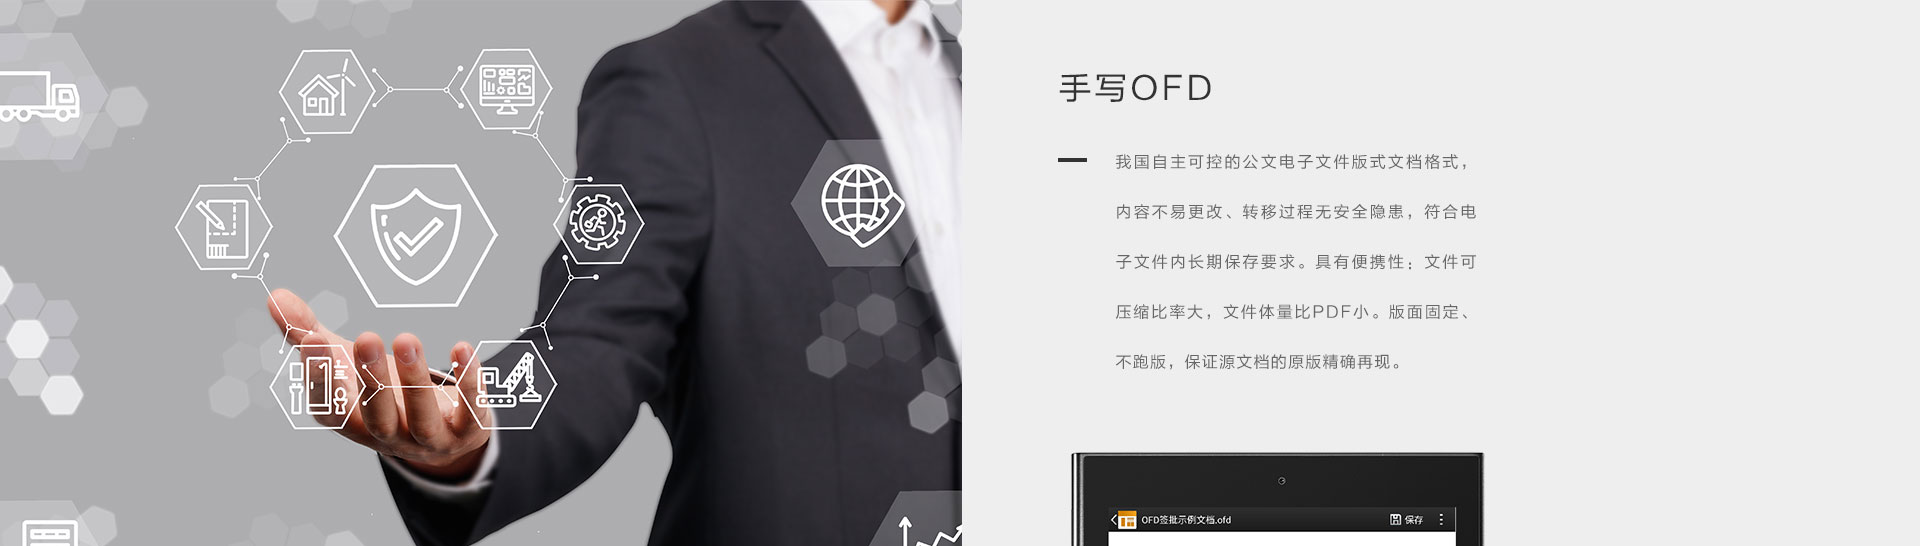 手写OFD
我国自主可控的公文电子文件版式文档格式，
内容不易更改、转移过程无安全隐患，符合电
子文件内长期保存要求。具有便携性；文件可
压缩比率大，文件体量比PDF小。版面固定、
不跑版，保证源文档的原版精确再现。
OFD签批示例文档.ofd 保存